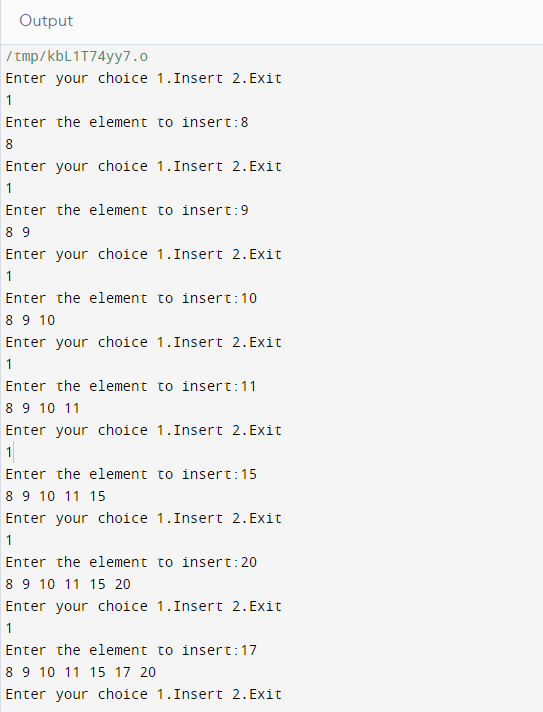 Output
/tmp/kbL1T74yy7.o
Enter your choice 1.Insert 2.Exit
1
Enter the element to insert:8
8
Enter your choice 1.Insert 2.Exit
1
Enter the element to insert:9
8 9
Enter your choice 1.Insert 2.Exit
1
Enter the element to insert:10
8 9 10
Enter your choice 1.Insert 2.Exit
1
Enter the element to insert:11
8 9 10 11
Enter your choice 1.Insert 2.Exit
1
Enter the element to insert:15
8 9 10 11 15
Enter your choice 1.Insert 2.Exit
1
Enter the element to insert:20
8 9 10 11 15 20
Enter your choice 1.Insert 2.Exit
1
Enter the element to insert:17
8 9 10 11 15 17 20
Enter your choice 1.Insert 2.Exit